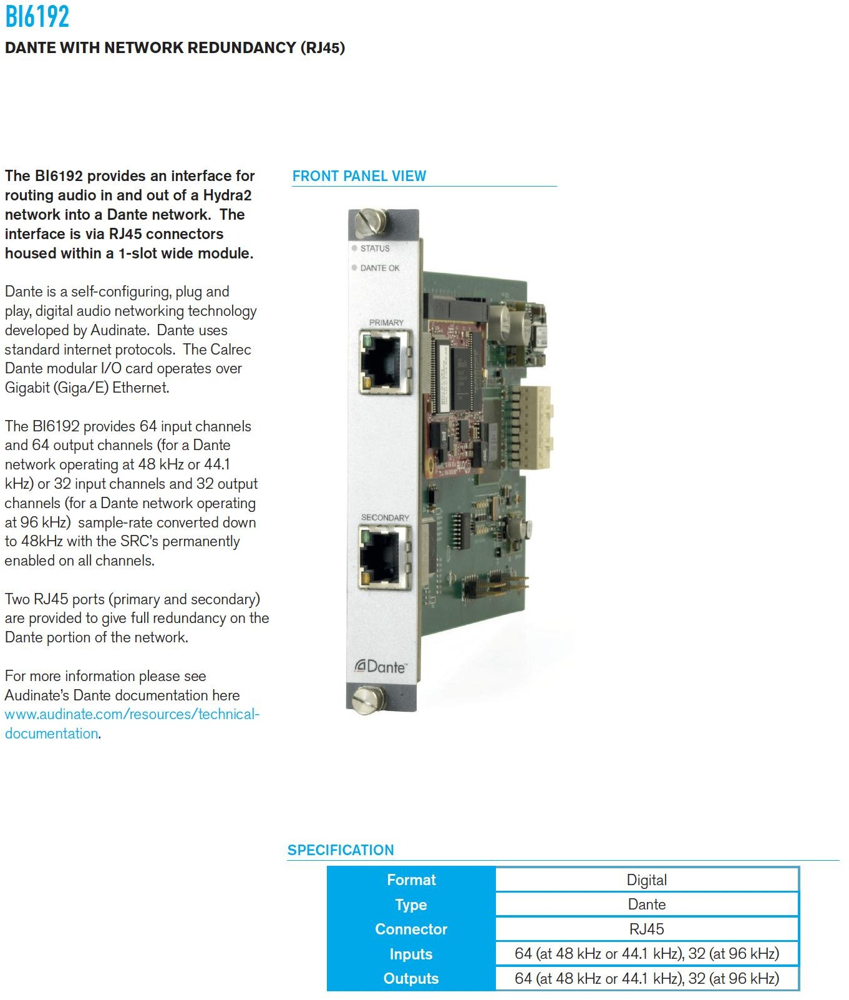 BI6192
DANTE WITH NETWORK REDUNDANCY (RJ45)
The BI6192 provides an interface for
routing audio in and out of a Hydra2
network into a Dante network.  The
interface is via RJ45 connectors
housed within a 1-slot wide module.
Dante is a self-configuring, plug and
play, digital audio networking technology
developed by Audinate.  Dante uses
standard internet protocols.  The Calrec
Dante modular I/O card operates over
Gigabit (Giga/E) Ethernet.
The BI6192 provides 64 input channels
and 64 output channels (for a Dante
network operating at 48 kHz or 44.1
kHz) or 32 input channels and 32 output
channels (for a Dante network operating
at 96 kHz)  sample-rate converted down
to 48kHz with the SRC's permanently
enabled on all channels.
Two RJ45 ports (primary and secondary)
are provided to give full redundancy on the
Dante portion of the network.
For more information please see
Audinate's Dante documentation here
www.audinate.com/resources/technical-
documentation.
FRONT PANEL VIEW
STATUS
DANTE OK
PRIMARY
SECONDARY
Dante™
Dante
SPECIFICATION
Format Digital
Type Dante
Connector RJ45
Inputs 64 (at 48 kHz or 44.1 kHz), 32 (at 96 kHz)
Outputs 64 (at 48 kHz or 44.1 kHz), 32 (at 96 kHz)